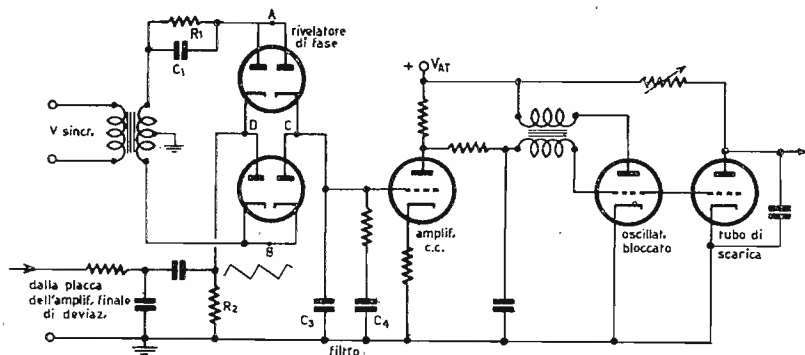 R1
C1
A
rivelatore
di fase
V sincr.
D
C
B
+ VAT
amplif.
c.c.
oscillat.
bloccato
tubo di
scarica
dalla placca
dell'amplif. finale
di deviaz.
R2
C3
C4
filtro